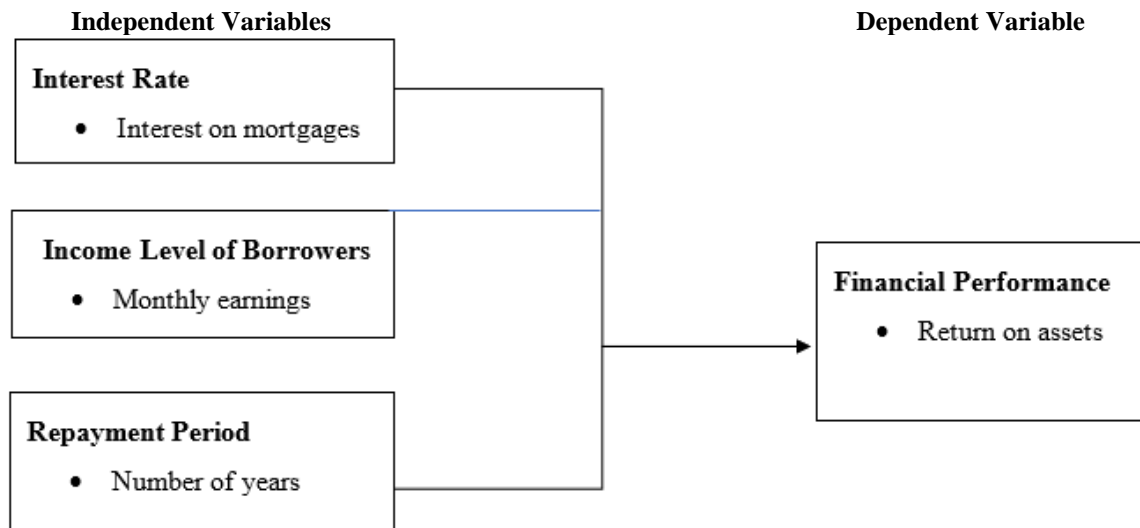 Independent Variables
Dependent Variable
Interest Rate
• Interest on mortgages
Income Level of Borrowers
• Monthly earnings
Financial Performance
• Return on assets
Repayment Period
• Number of years